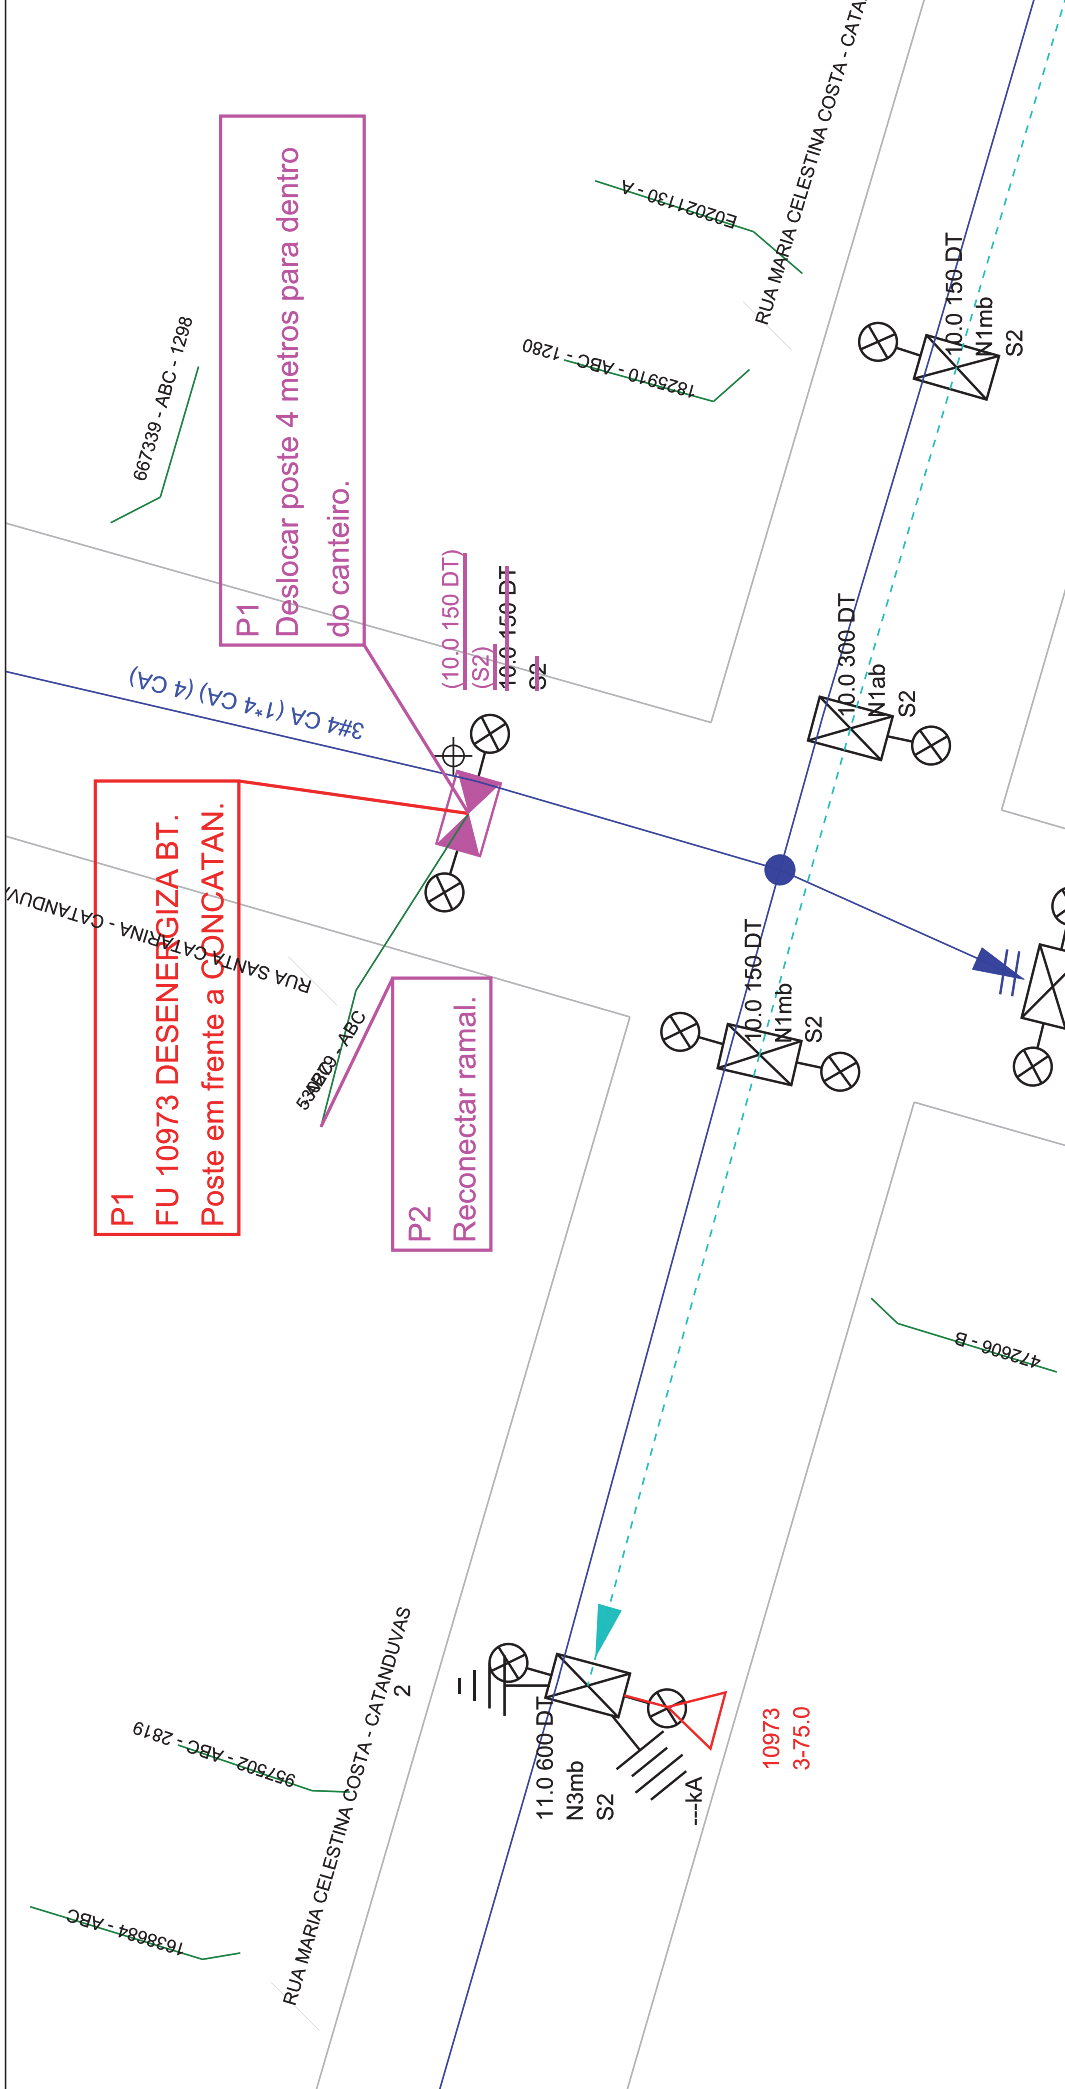 P1
Deslocar poste 4 metros para dentro
do canteiro.
P1
FU 10973 DESENERGIZA BT.
Poste em frente a CONCATAN.
P2
Reconectar ramal.
667339 - ABC - 1298
E02021130 - A
1825910 - ABC - 1280
RUA MARIA CELESTINA COSTA - CATA
3#4 CA (1*4 CA) (4 CA)
(10.0 150 DT)
(S2)
10.0 150 DT
S2
10.0 150 DT
N1mb
S2
10.0 300 DT
N1ab
S2
10.0 150 DT
N1mb
S2
RUA SANTA CATARINA - CATANDUV
- ABC
472606 - B
RUA MARIA CELESTINA COSTA - CATANDUVAS
2
957502 - ABC - 2819
1638684 - ABC
11.0 600 DT
N3mb
S2
---kA
10973
3-75.0